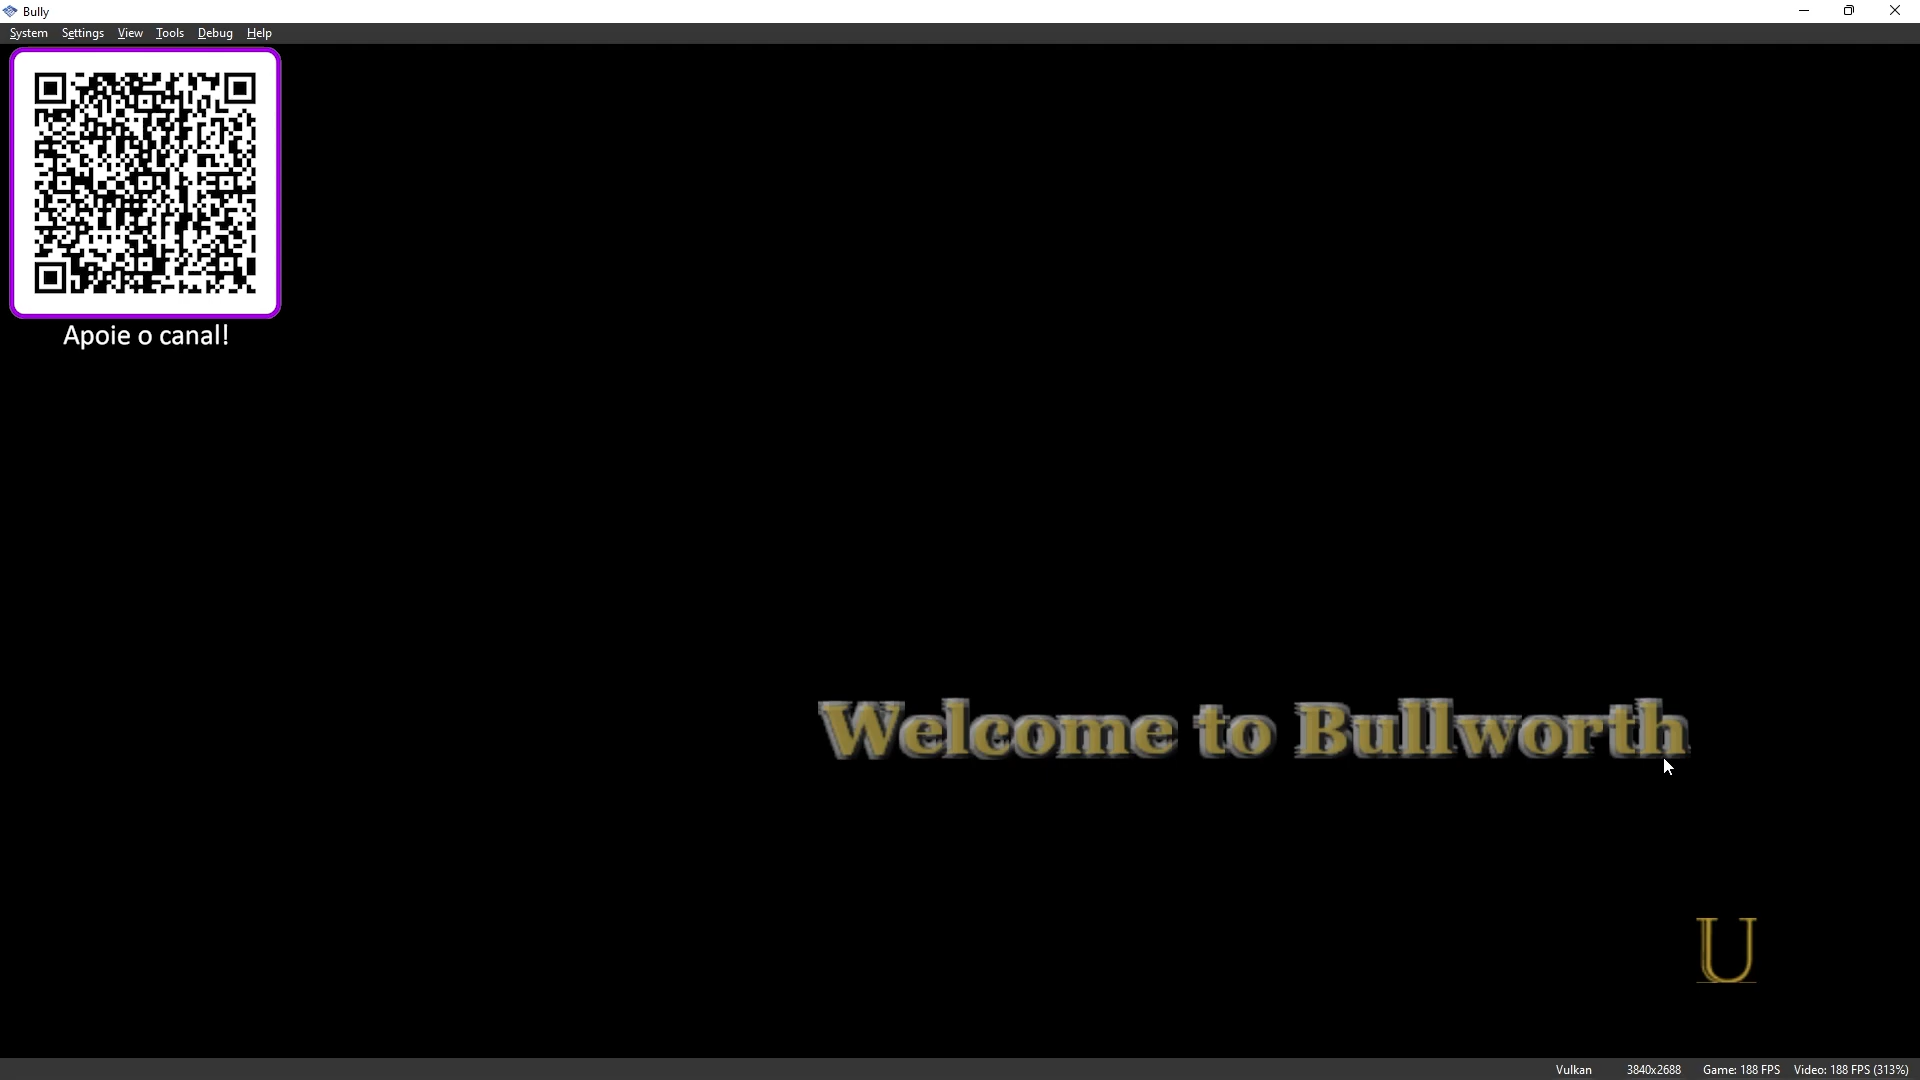 Bully
System Settings View Tools Debug Help
Apoie o canal!
Welcome to Bullworth
U
Vulkan 3840x2688 Game: 188 FPS Video: 188 FPS (313%)